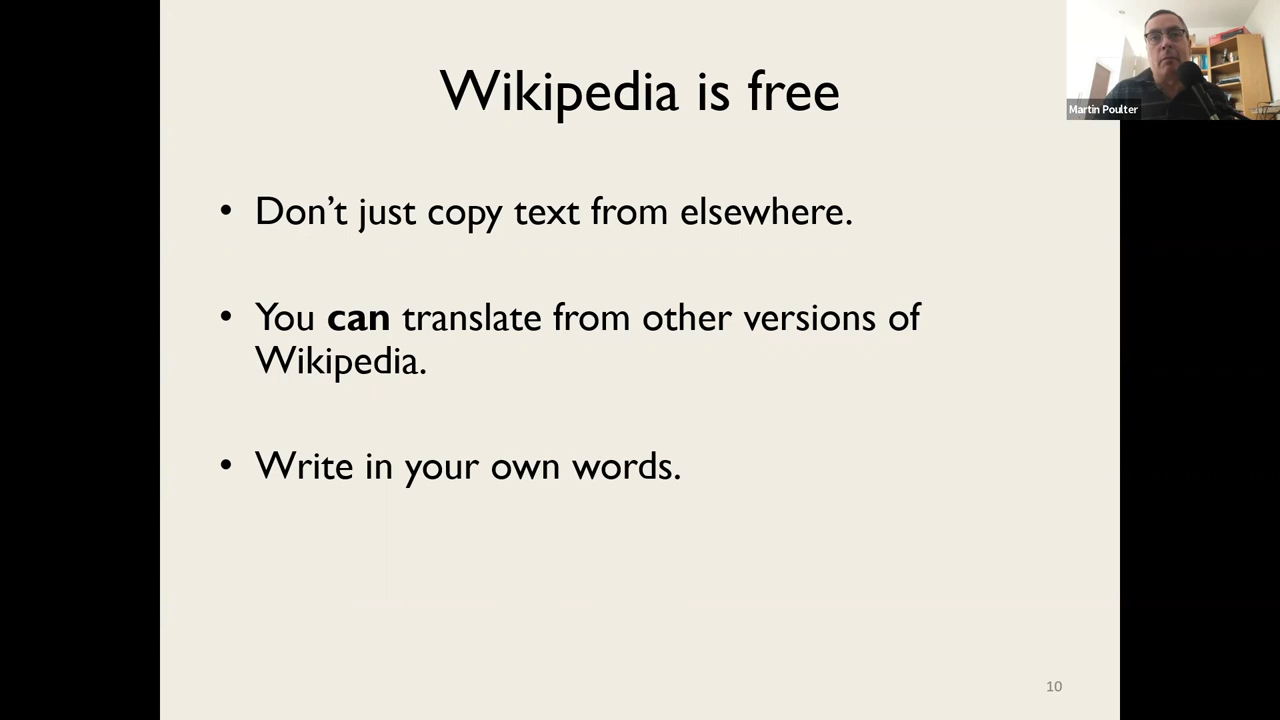 Wikipedia is free
Martin Poulter
• Don’t just copy text from elsewhere.
• You can translate from other versions of
Wikipedia.
• Write in your own words.
10